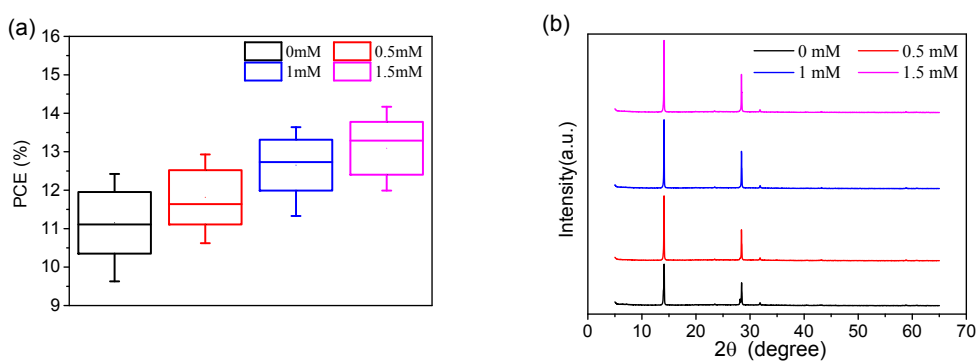 (a)
16
15
14
13
12
11
10
9
PCE (%)
0mM 0.5mM
1mM 1.5mM
(b)
Intensity(a.u.)
0 mM 0.5 mM
1 mM 1.5 mM
0 10 20 30 40 50 60 70
2θ (degree)